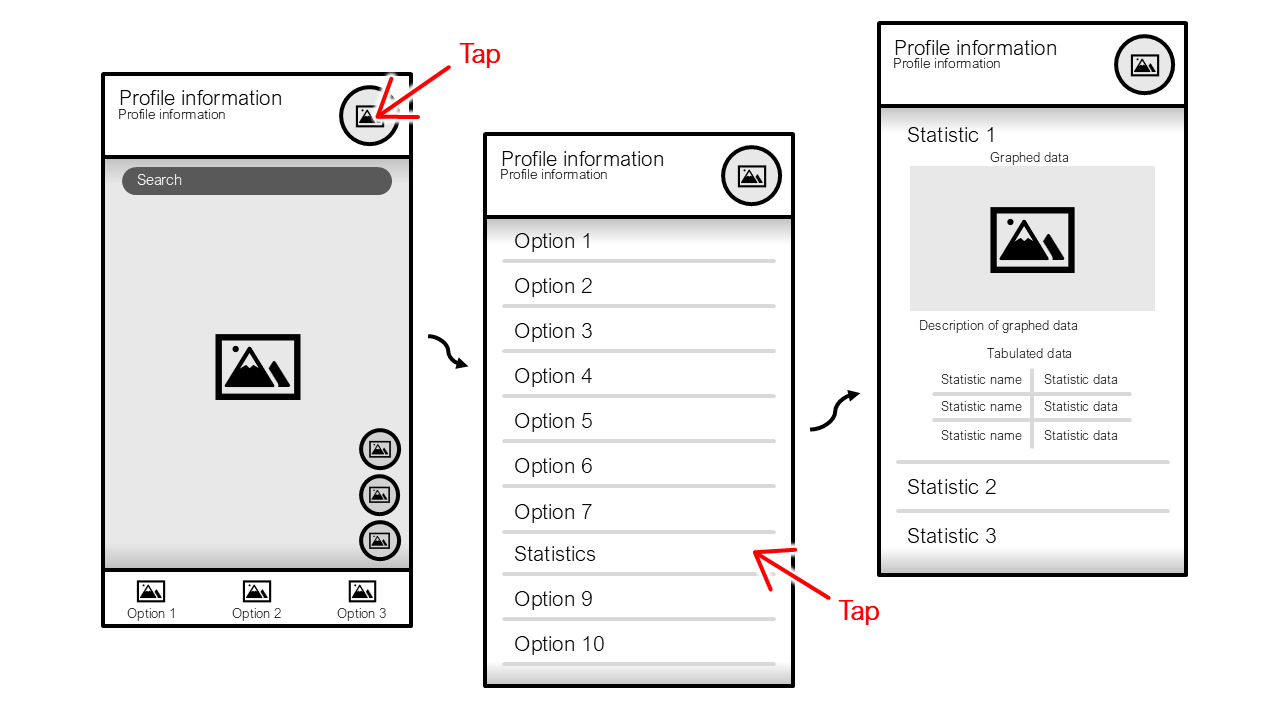 Tap
Profile information
Profile information
Search
Option 1
Option 2
Option 3
Profile information
Profile information
Option 1
Option 2
Option 3
Option 4
Option 5
Option 6
Option 7
Statistics
Option 9
Option 10
Tap
Profile information
Profile information
Statistic 1
Graphed data
Description of graphed data
Tabulated data
Statistic name Statistic data
Statistic name Statistic data
Statistic name Statistic data
Statistic 2
Statistic 3